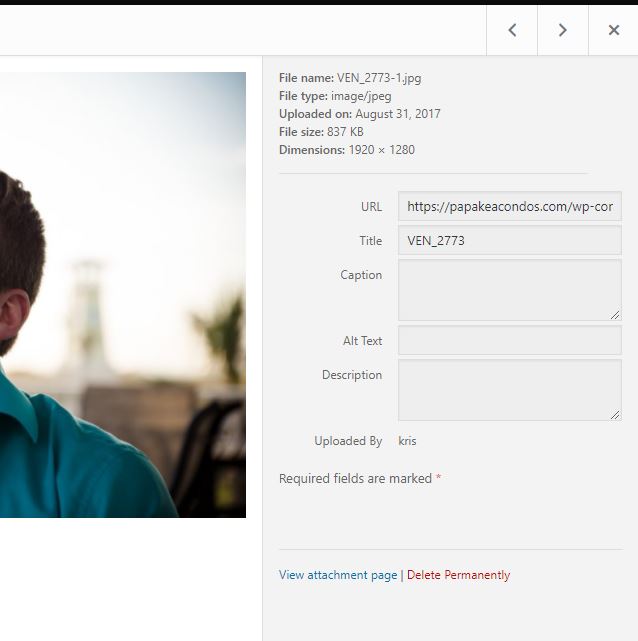 File name: VEN_2773-1.jpg
File type: image/jpeg
Uploaded on: August 31, 2017
File size: 837 KB
Dimensions: 1920 × 1280
URL https://papakeacondos.com/wp-cor
Title VEN_2773
Caption
Alt Text
Description
Uploaded By kris
Required fields are marked *
View attachment page | Delete Permanently